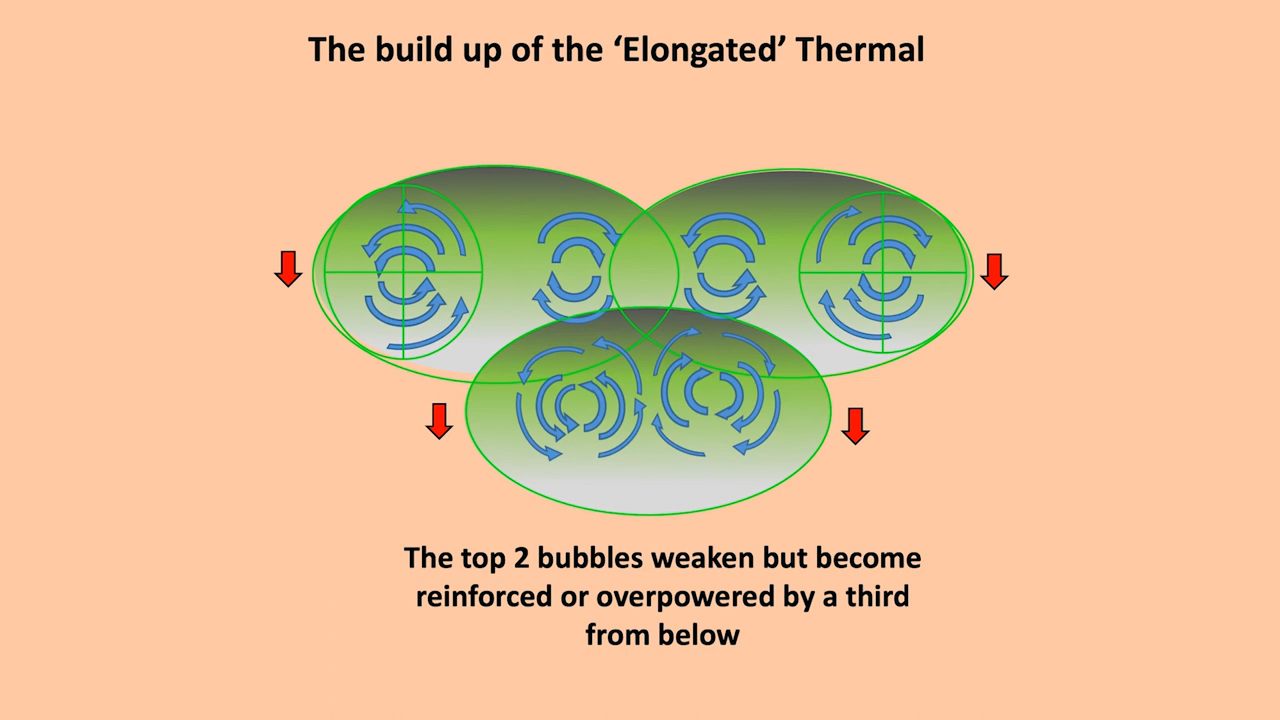 The build up of the ‘Elongated’ Thermal
The top 2 bubbles weaken but become
reinforced or overpowered by a third
from below